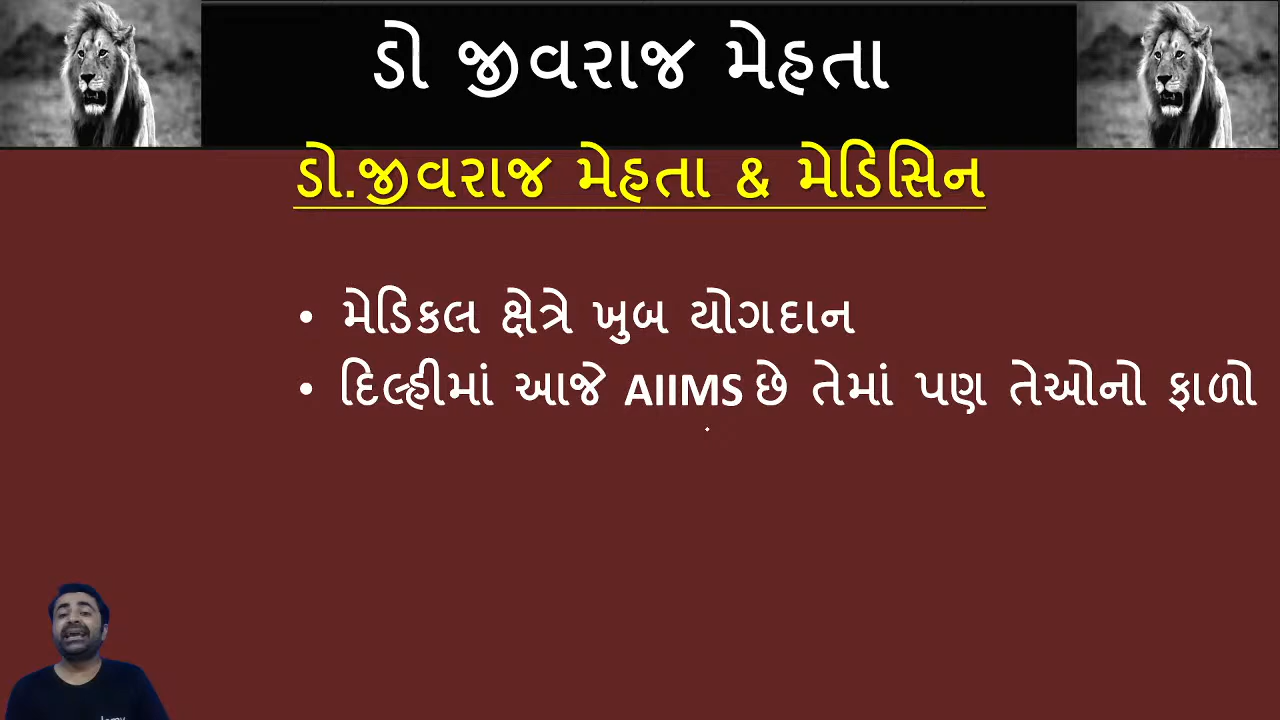 ડો જીવરાજ મેહતા
ડો.જીવરાજ મેહતા & મેડિસિન
• મેડિકલ ક્ષેત્રે ખુબ યોગદાન
• દિલ્હીમાં આજે AIIMS છે તેમાં પણ તેઓનો ફાળો